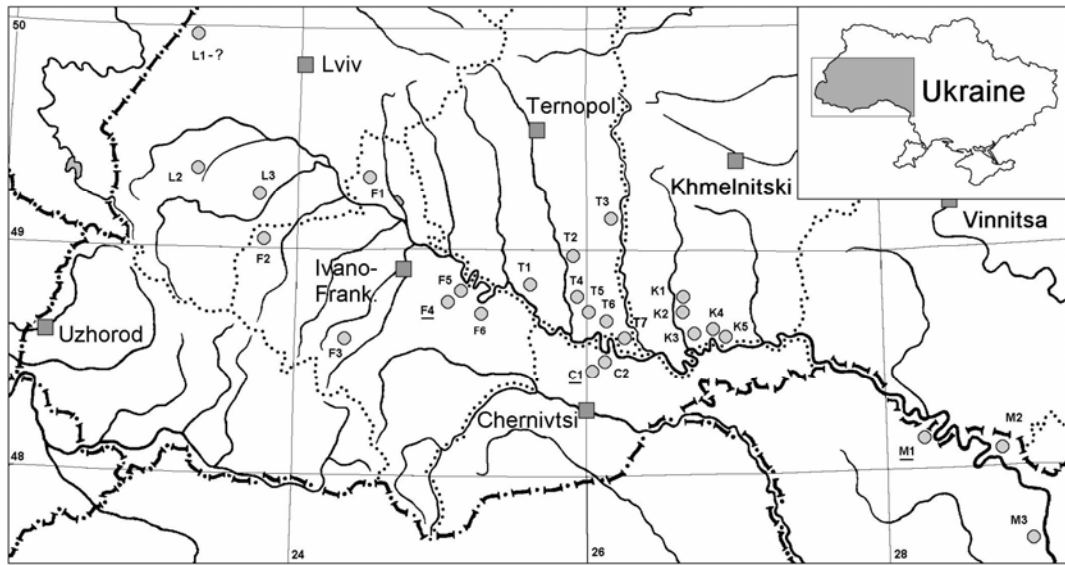 50
L1-?
Lviv
Ukraine
Ternopol
Khmelnitski
Vinnitsa
L2
L3
F1
T3
49
F2
T2
Ivano-
Frank.
F5
F4
F6
T1
T4
T5
T6
T7
K1
K2
K3
K4
K5
Uzhorod
F3
C1
C2
Chernivtsi
M1
M2
48
M3
24
26
28